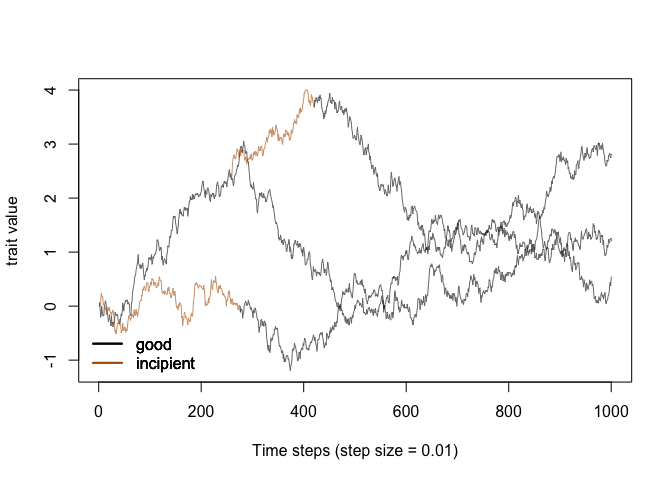 trait value
4
3
2
1
0
-1
good
incipient
0 200 400 600 800 1000
Time steps (step size = 0.01)